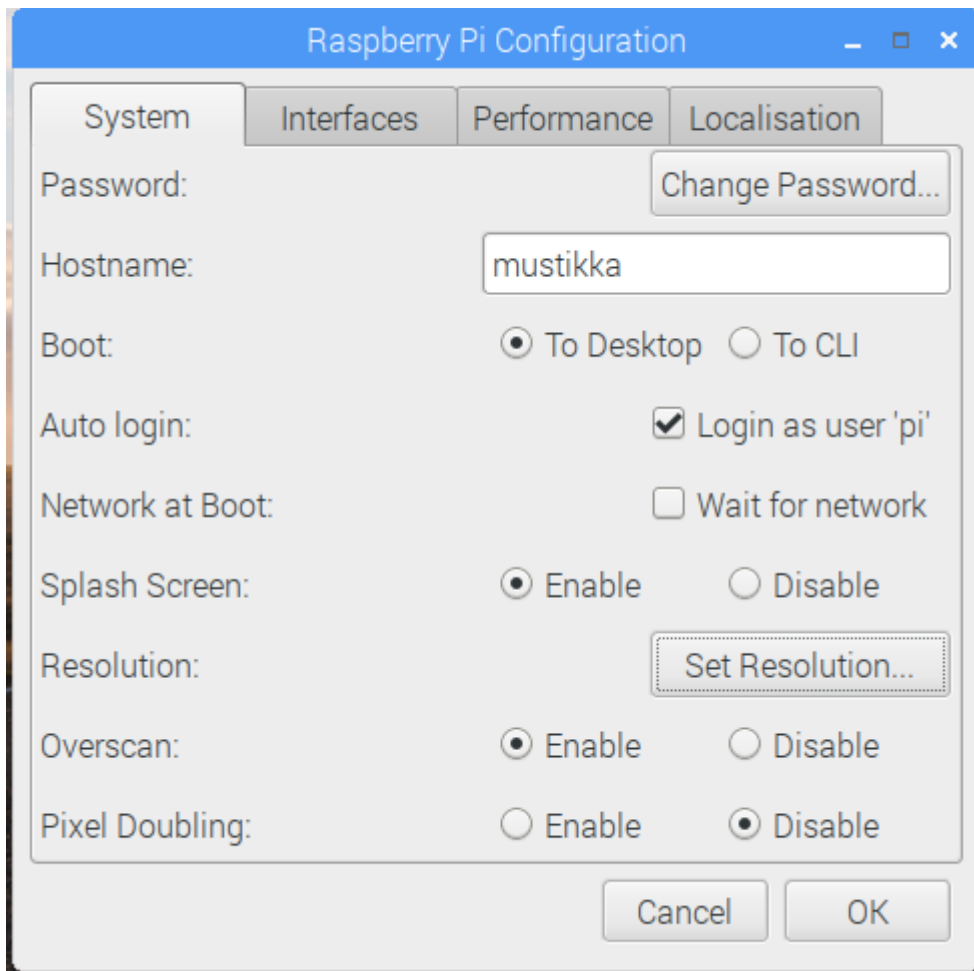 Raspberry Pi Configuration
System Interfaces Performance Localisation
Password: Change Password...
Hostname: mustikka
Boot: To Desktop To CLI
Auto login: Login as user 'pi'
Network at Boot: Wait for network
Splash Screen: Enable Disable
Resolution: Set Resolution...
Overscan: Enable Disable
Pixel Doubling: Enable Disable
Cancel OK